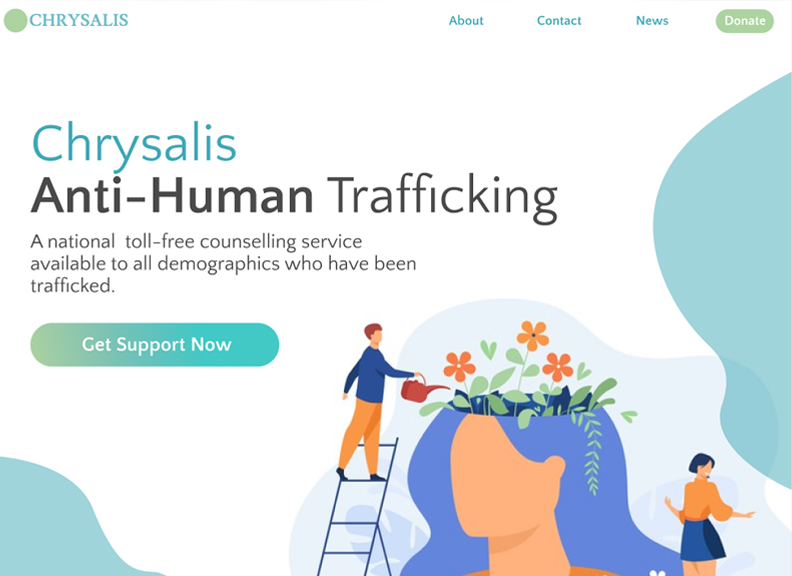 CHRYSALIS
About
Contact
News
Donate
Chrysalis
Anti-Human Trafficking
A national toll-free counselling service
available to all demographics who have been
trafficked.
Get Support Now